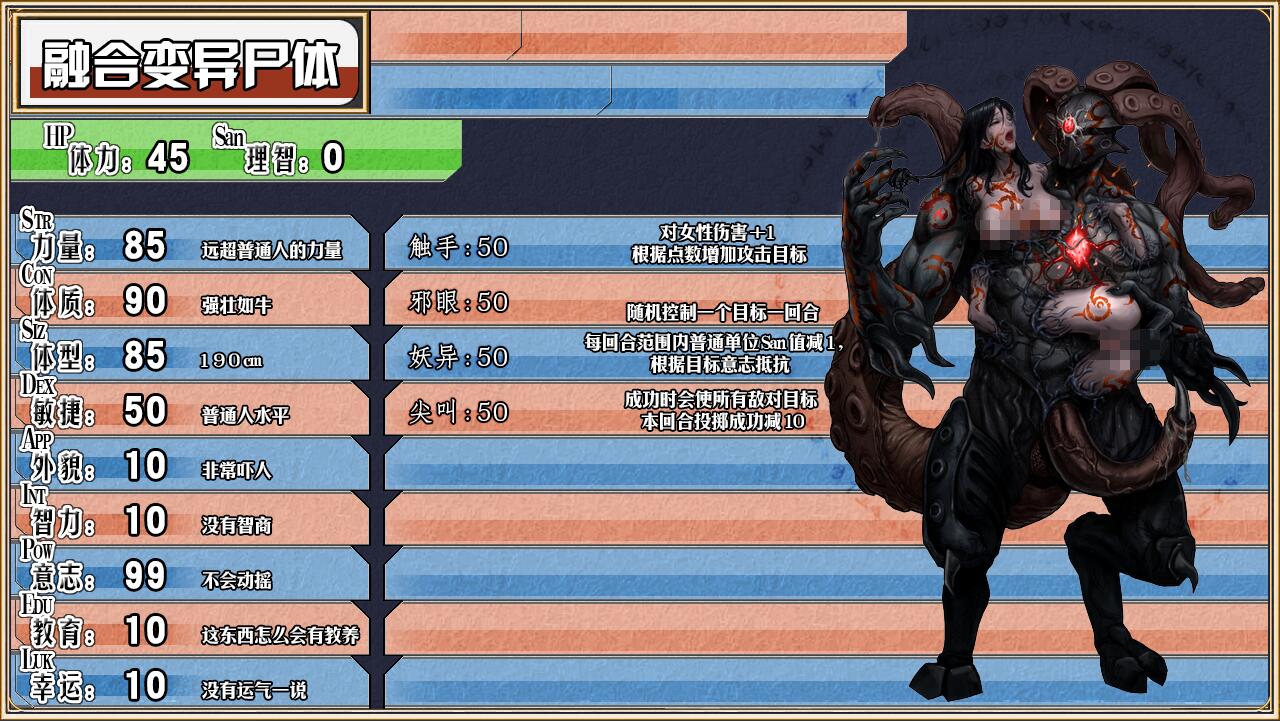 融合变异尸体
HP 体力: 45 San 理智: 0
STR 力量: 85 远超普通人的力量
CON 体质: 90 强壮如牛
SIZ 体型: 85 190cm
DEX 敏捷: 50 普通人水平
APP 外貌: 10 非常吓人
INT 智力: 10 没有智商
POW 意志: 99 不会动摇
EDU 教育: 10 这东西怎么会有教养
LUK 幸运: 10 没有运气一说
触手:50 对女性伤害+1
根据点数增加攻击目标
邪眼:50 随机控制一个目标一回合
妖异:50 每回合范围内普通单位San值减1,
根据目标意志抵抗
尖叫:50 成功时会使所有敌对目标
本回合投掷成功减10